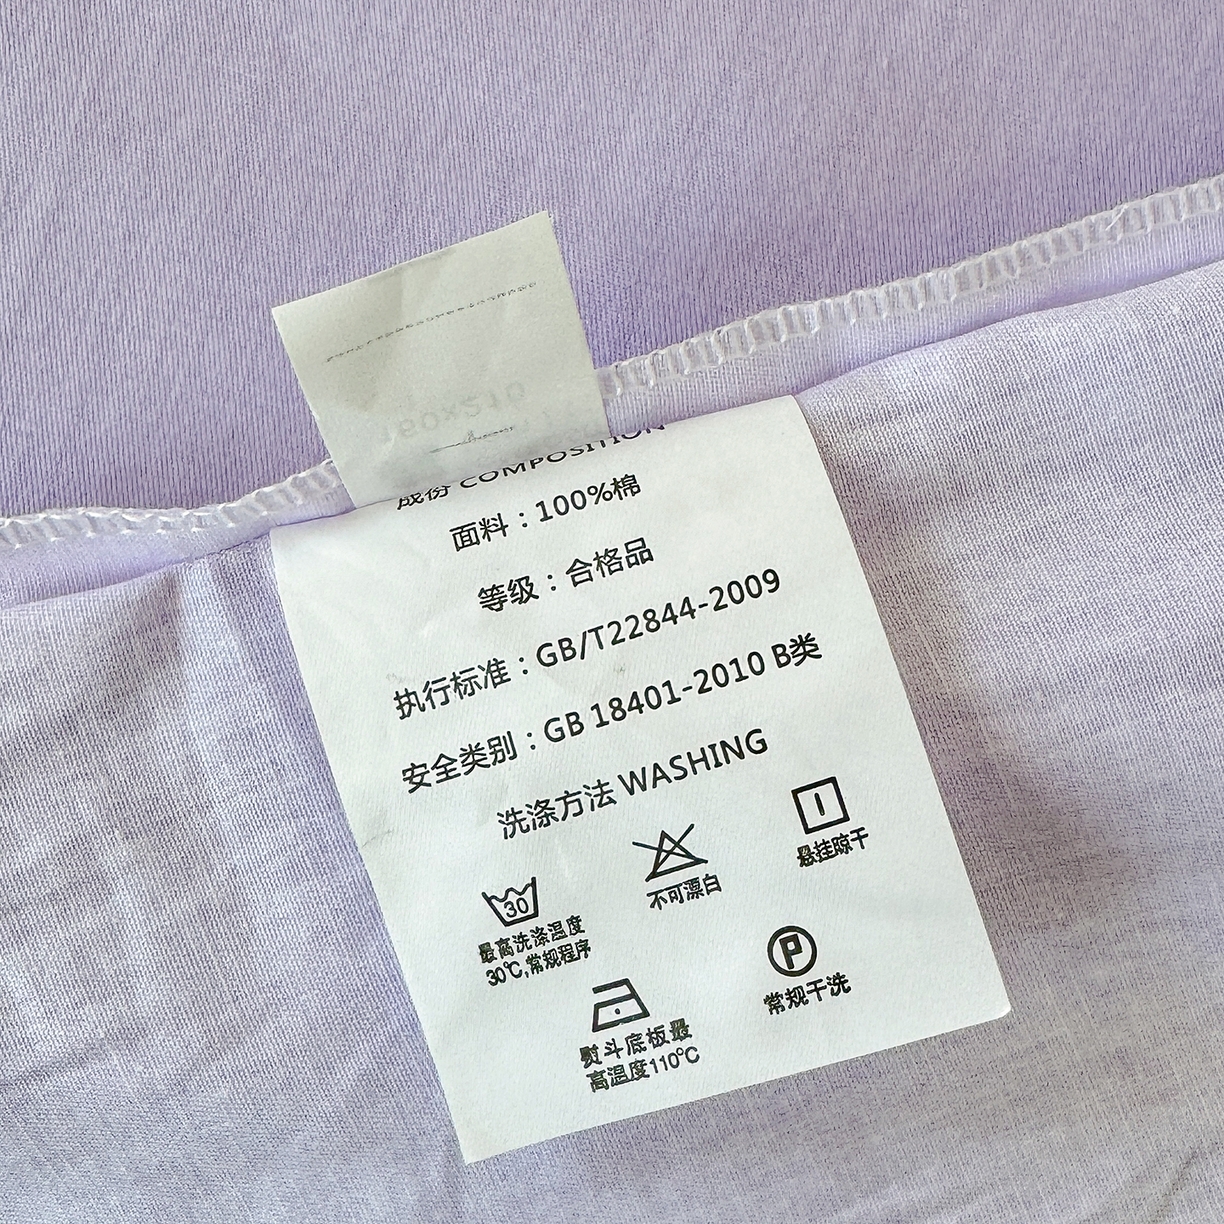 成份 COMPOSITION
面料：100%棉
等级：合格品
执行标准：GB/T22844-2009
安全类别：GB 18401-2010 B类
洗涤方法 WASHING
30
最高洗涤温度
30℃,常规程序
不可漂白
悬挂晾干
熨斗底板最
高温度110℃
P
常规干洗